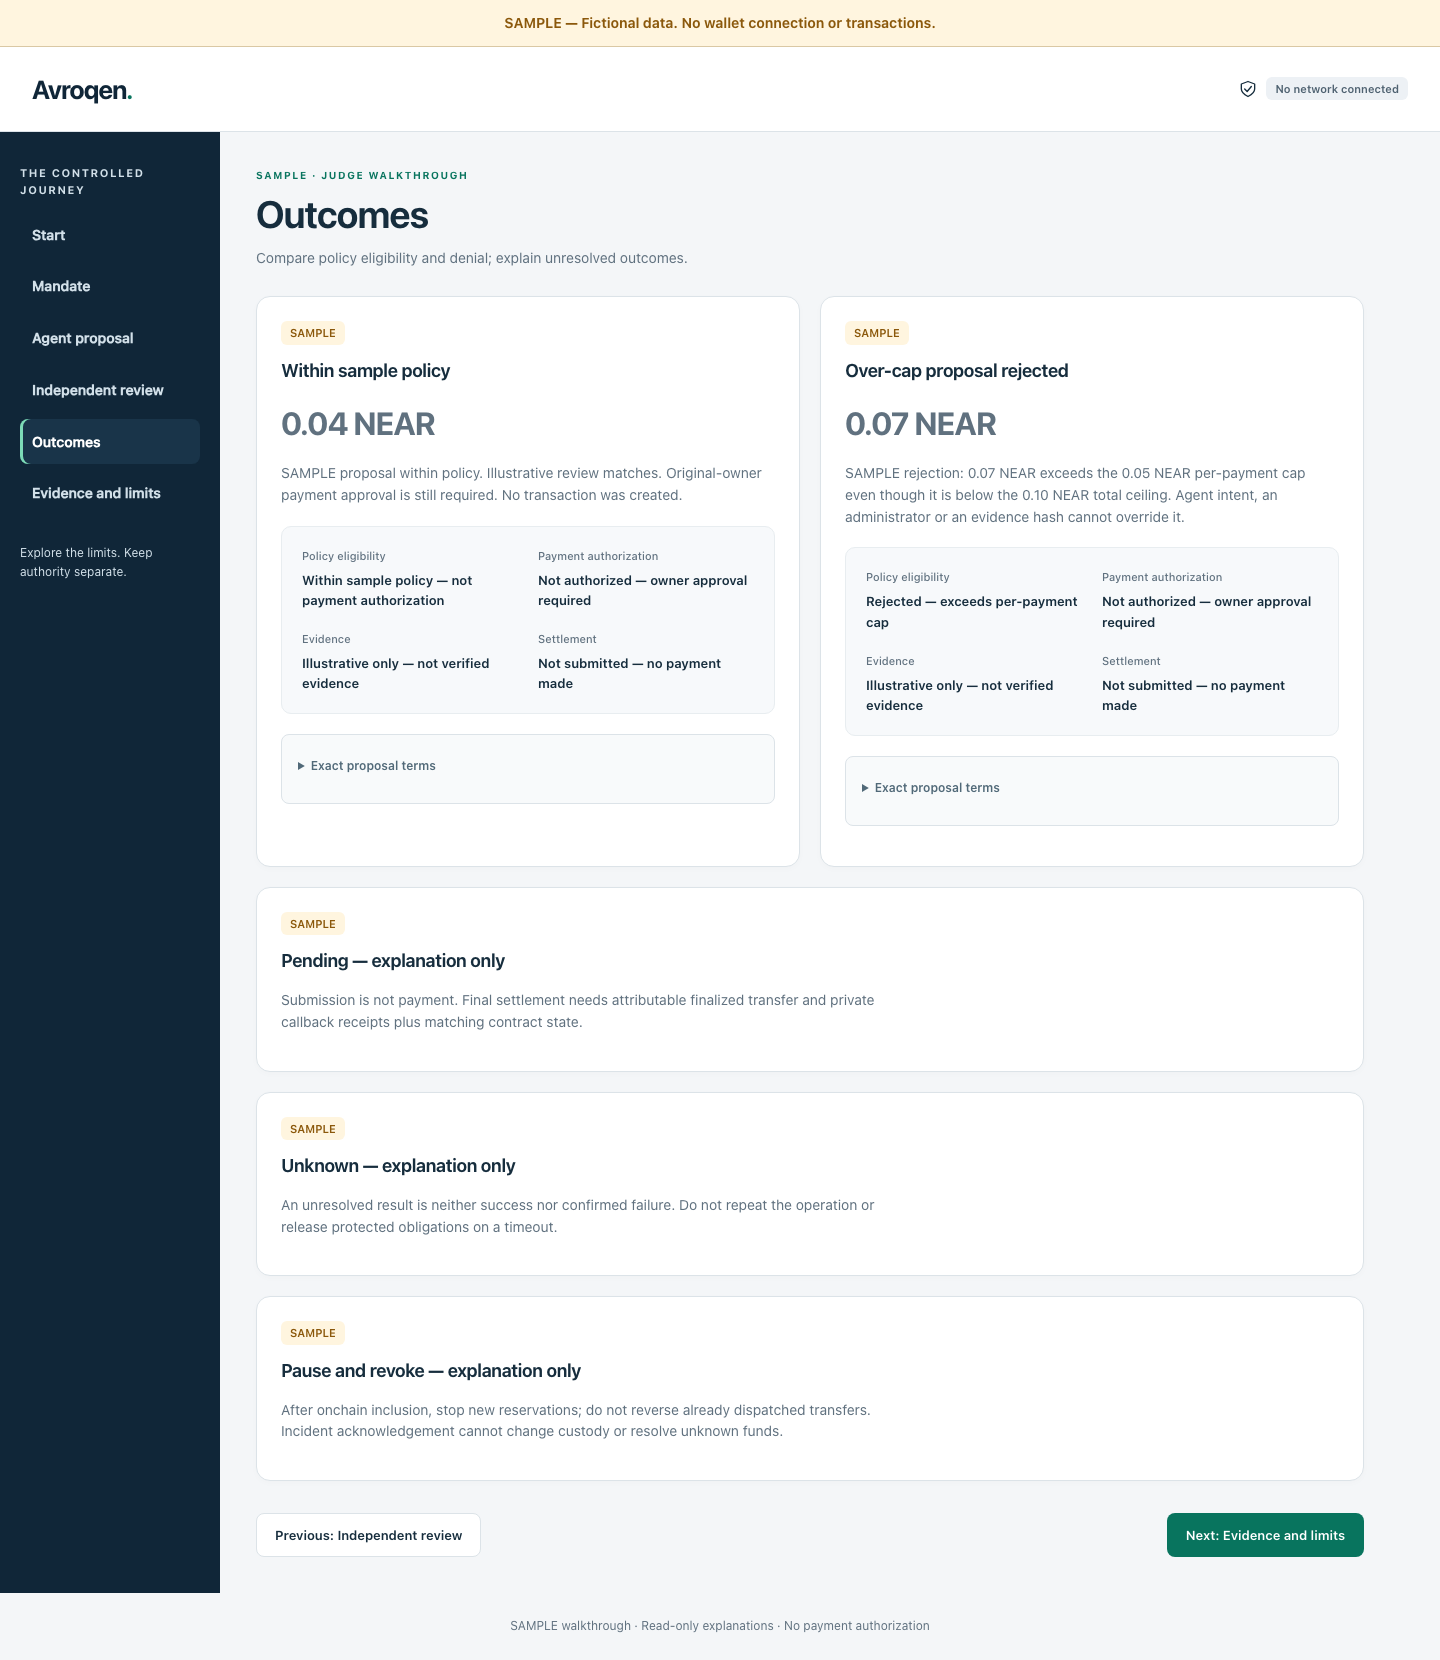 SAMPLE — Fictional data. No wallet connection or transactions.
Avroqen.
No network connected
THE CONTROLLED
JOURNEY
Start
Mandate
Agent proposal
Independent review
Outcomes
Evidence and limits
Explore the limits. Keep
authority separate.
SAMPLE · JUDGE WALKTHROUGH
Outcomes
Compare policy eligibility and denial; explain unresolved outcomes.
SAMPLE
Within sample policy
0.04 NEAR
SAMPLE proposal within policy. Illustrative review matches. Original-owner
payment approval is still required. No transaction was created.
Policy eligibility
Within sample policy — not
payment authorization
Payment authorization
Not authorized — owner approval
required
Evidence
Illustrative only — not verified
evidence
Settlement
Not submitted — no payment
made
Exact proposal terms
SAMPLE
Over-cap proposal rejected
0.07 NEAR
SAMPLE rejection: 0.07 NEAR exceeds the 0.05 NEAR per-payment cap
even though it is below the 0.10 NEAR total ceiling. Agent intent, an
administrator or an evidence hash cannot override it.
Policy eligibility
Rejected — exceeds per-payment
cap
Payment authorization
Not authorized — owner approval
required
Evidence
Illustrative only — not verified
evidence
Settlement
Not submitted — no payment
made
Exact proposal terms
SAMPLE
Pending — explanation only
Submission is not payment. Final settlement needs attributable finalized transfer and private
callback receipts plus matching contract state.
SAMPLE
Unknown — explanation only
An unresolved result is neither success nor confirmed failure. Do not repeat the operation or
release protected obligations on a timeout.
SAMPLE
Pause and revoke — explanation only
After onchain inclusion, stop new reservations; do not reverse already dispatched transfers.
Incident acknowledgement cannot change custody or resolve unknown funds.
Previous: Independent review
Next: Evidence and limits
SAMPLE walkthrough · Read-only explanations · No payment authorization